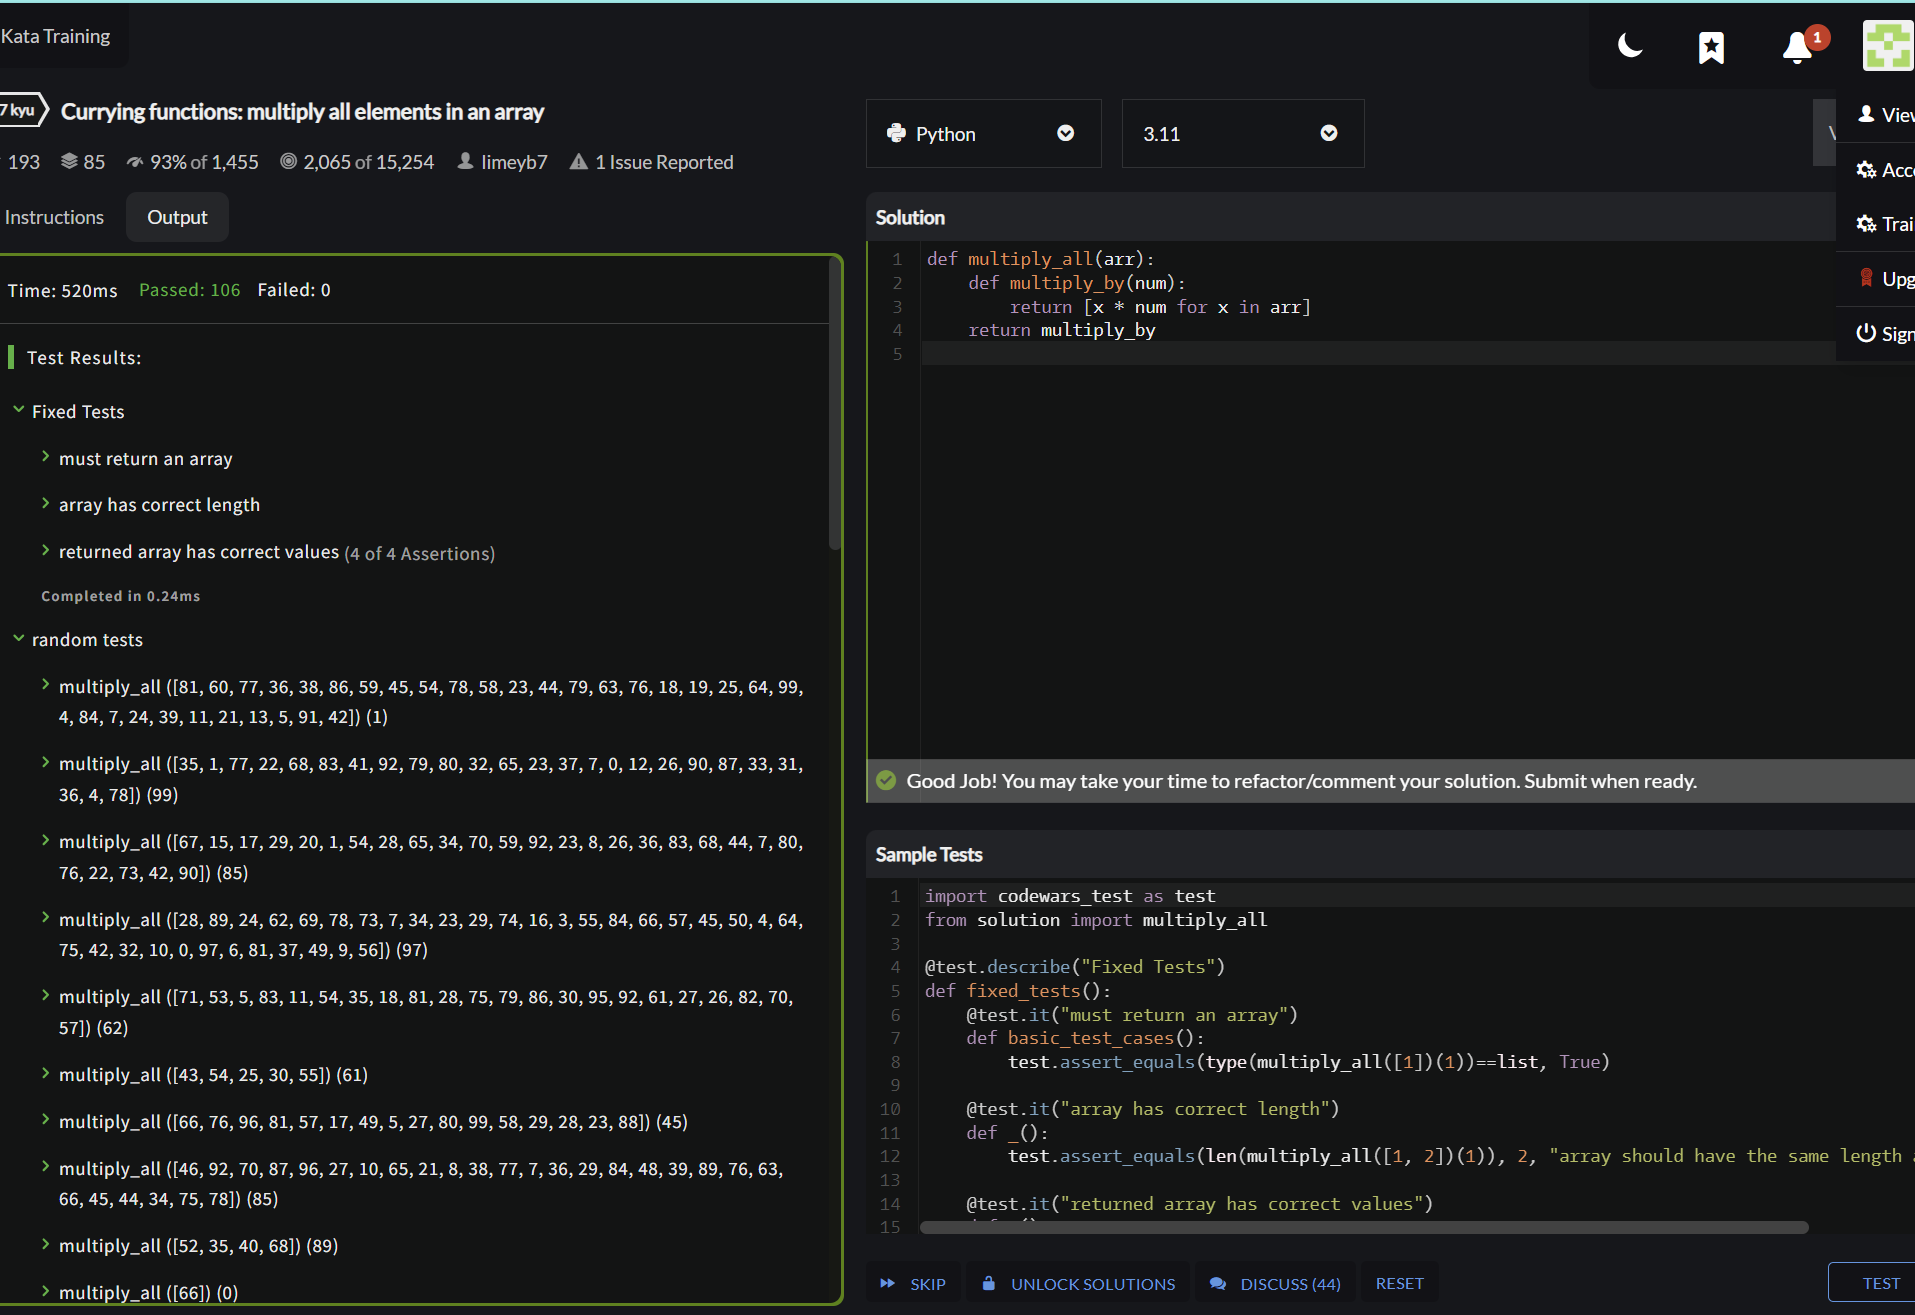 Kata Training
1
7 kyu
Currying functions: multiply all elements in an array
193 85 93% of 1,455 2,065 of 15,254 limeyb7 1 Issue Reported
Instructions
Output
Time: 520ms Passed: 106 Failed: 0
Test Results:
Fixed Tests
must return an array
array has correct length
returned array has correct values (4 of 4 Assertions)
Completed in 0.24ms
random tests
multiply_all ([81, 60, 77, 36, 38, 86, 59, 45, 54, 78, 58, 23, 44, 79, 63, 76, 18, 19, 25, 64, 99,
4, 84, 7, 24, 39, 11, 21, 13, 5, 91, 42]) (1)
multiply_all ([35, 1, 77, 22, 68, 83, 41, 92, 79, 80, 32, 65, 23, 37, 7, 0, 12, 26, 90, 87, 33, 31,
36, 4, 78]) (99)
multiply_all ([67, 15, 17, 29, 20, 1, 54, 28, 65, 34, 70, 59, 92, 23, 8, 26, 36, 83, 68, 44, 7, 80,
76, 22, 73, 42, 90]) (85)
multiply_all ([28, 89, 24, 62, 69, 78, 73, 7, 34, 23, 29, 74, 16, 3, 55, 84, 66, 57, 45, 50, 4, 64,
75, 42, 32, 10, 0, 97, 6, 81, 37, 49, 9, 56]) (97)
multiply_all ([71, 53, 5, 83, 11, 54, 35, 18, 81, 28, 75, 79, 86, 30, 95, 92, 61, 27, 26, 82, 70,
57]) (62)
multiply_all ([43, 54, 25, 30, 55]) (61)
multiply_all ([66, 76, 96, 81, 57, 17, 49, 5, 27, 80, 99, 58, 29, 28, 23, 88]) (45)
multiply_all ([46, 92, 70, 87, 96, 27, 10, 65, 21, 8, 38, 77, 7, 36, 29, 84, 48, 39, 89, 76, 63,
66, 45, 44, 34, 75, 78]) (85)
multiply_all ([52, 35, 40, 68]) (89)
multiply_all ([66]) (0)
Python
3.11
View
Acco
Trai
Upg
Sign
Solution
1 def multiply_all(arr):
2     def multiply_by(num):
3         return [x * num for x in arr]
4     return multiply_by
5
Good Job! You may take your time to refactor/comment your solution. Submit when ready.
Sample Tests
1 import codewars_test as test
2 from solution import multiply_all
3
4 @test.describe("Fixed Tests")
5 def fixed_tests():
6     @test.it("must return an array")
7     def basic_test_cases():
8         test.assert_equals(type(multiply_all([1])(1))==list, True)
9
10     @test.it("array has correct length")
11     def _():
12         test.assert_equals(len(multiply_all([1, 2])(1)), 2, "array should have the same length a
13
14     @test.it("returned array has correct values")
15
SKIP
UNLOCK SOLUTIONS
DISCUSS (44)
RESET
TEST